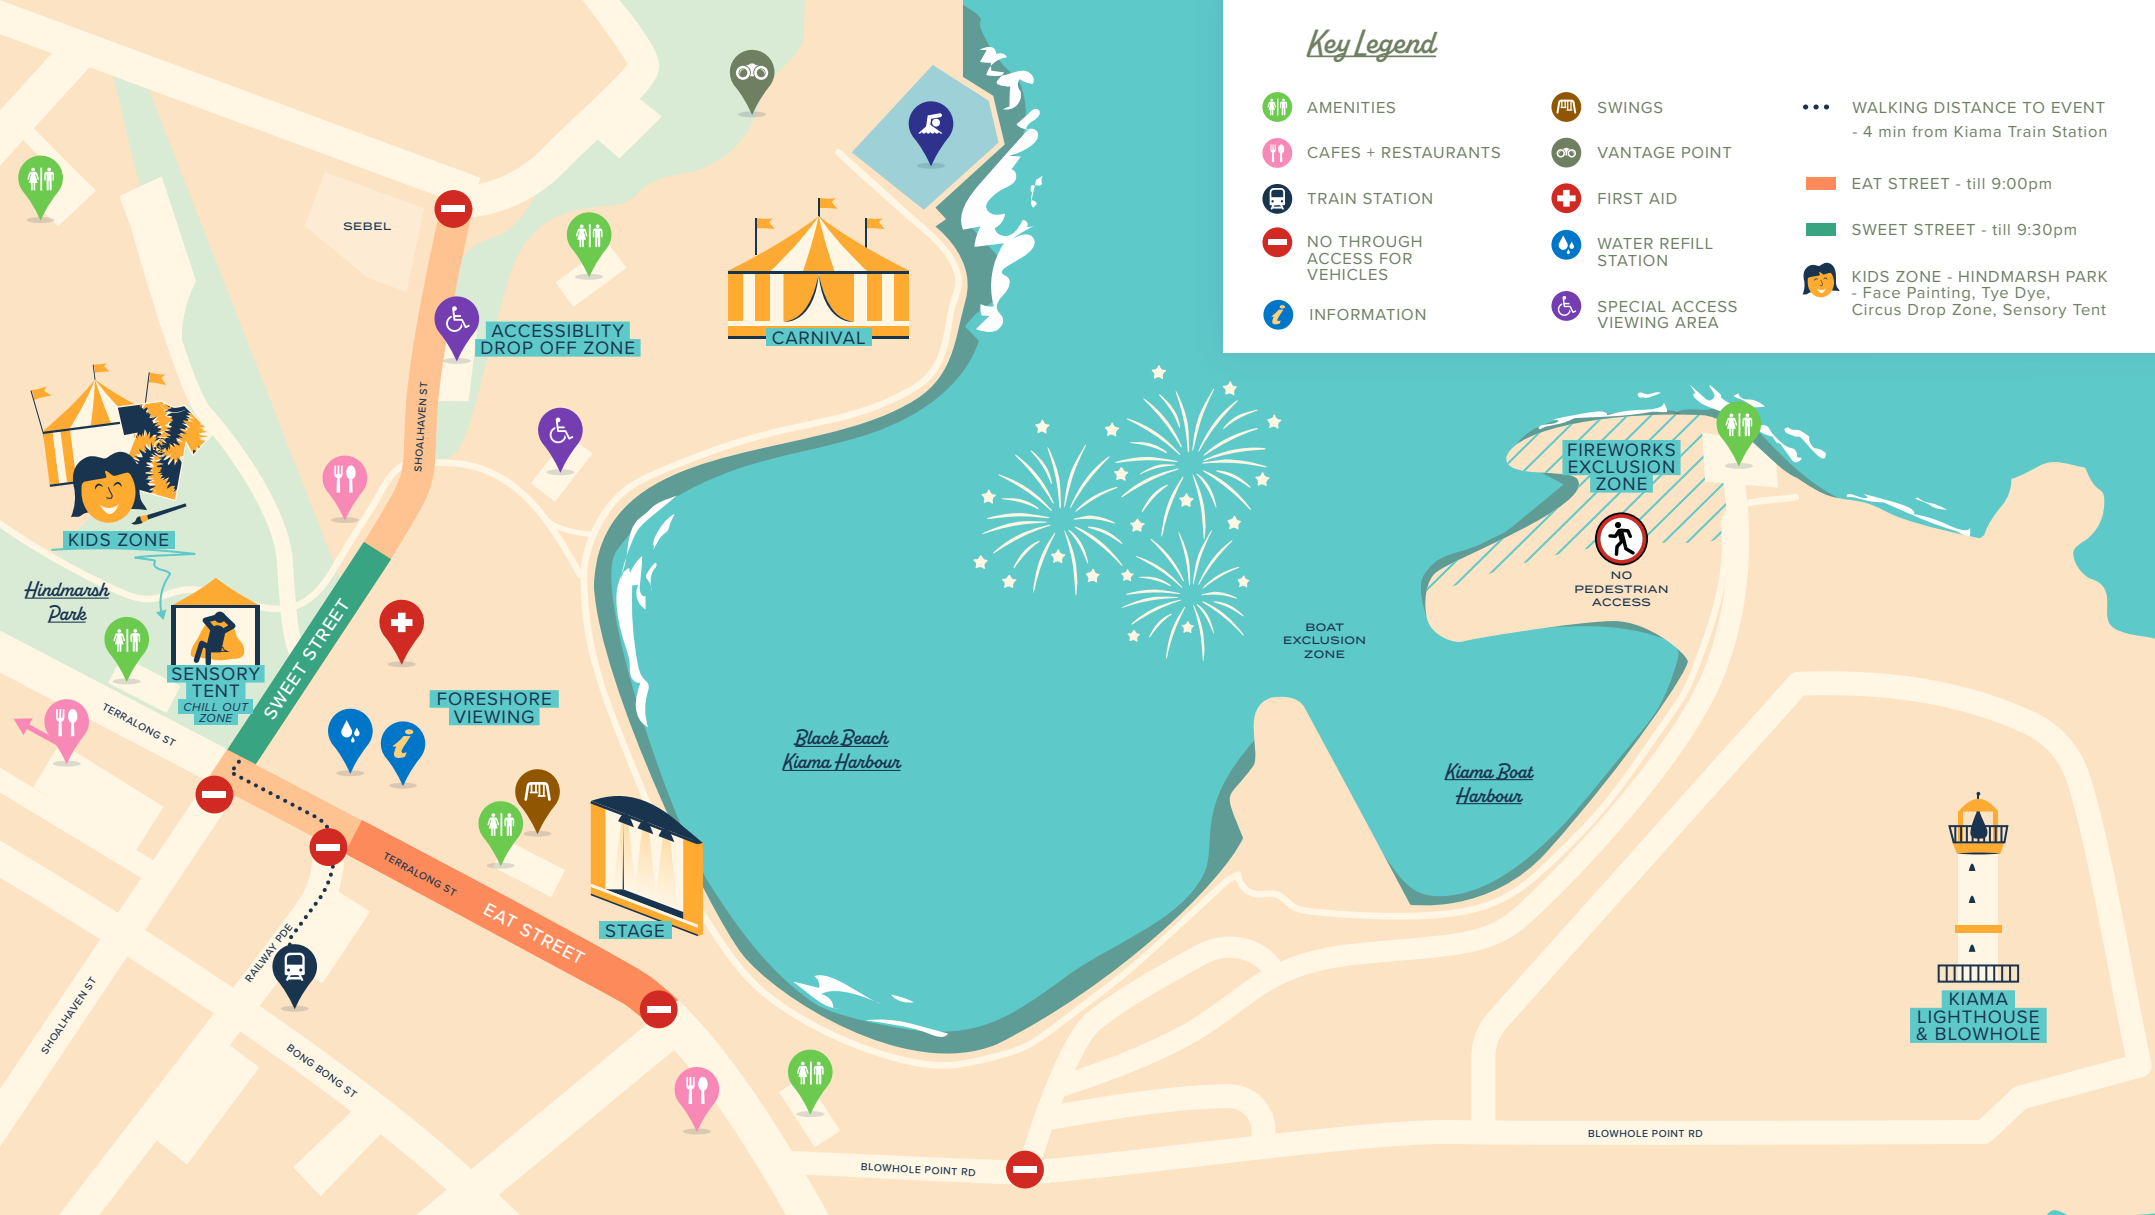 Key Legend
AMENITIES
CAFES + RESTAURANTS
TRAIN STATION
NO THROUGH
ACCESS FOR
VEHICLES
INFORMATION
SWINGS
VANTAGE POINT
FIRST AID
WATER REFILL
STATION
SPECIAL ACCESS
VIEWING AREA
WALKING DISTANCE TO EVENT
- 4 min from Kiama Train Station
EAT STREET - till 9:00pm
SWEET STREET - till 9:30pm
KIDS ZONE - HINDMARSH PARK
- Face Painting, Tye Dye,
Circus Drop Zone, Sensory Tent
SEBEL
ACCESSIBLITY
DROP OFF ZONE
CARNIVAL
SHOALHAVEN ST
KIDS ZONE
Hindmarsh
Park
SENSORY
TENT
CHILL OUT
ZONE
SWEET STREET
FORESHORE
VIEWING
TERRALONG ST
TERRALONG ST
EAT STREET
STAGE
RAILWAY PDE
SHOALHAVEN ST
BONG BONG ST
Black Beach
Kiama Harbour
BOAT
EXCLUSION
ZONE
FIREWORKS
EXCLUSION
ZONE
NO
PEDESTRIAN
ACCESS
Kiama Boat
Harbour
KIAMA
LIGHTHOUSE
& BLOWHOLE
BLOWHOLE POINT RD
BLOWHOLE POINT RD